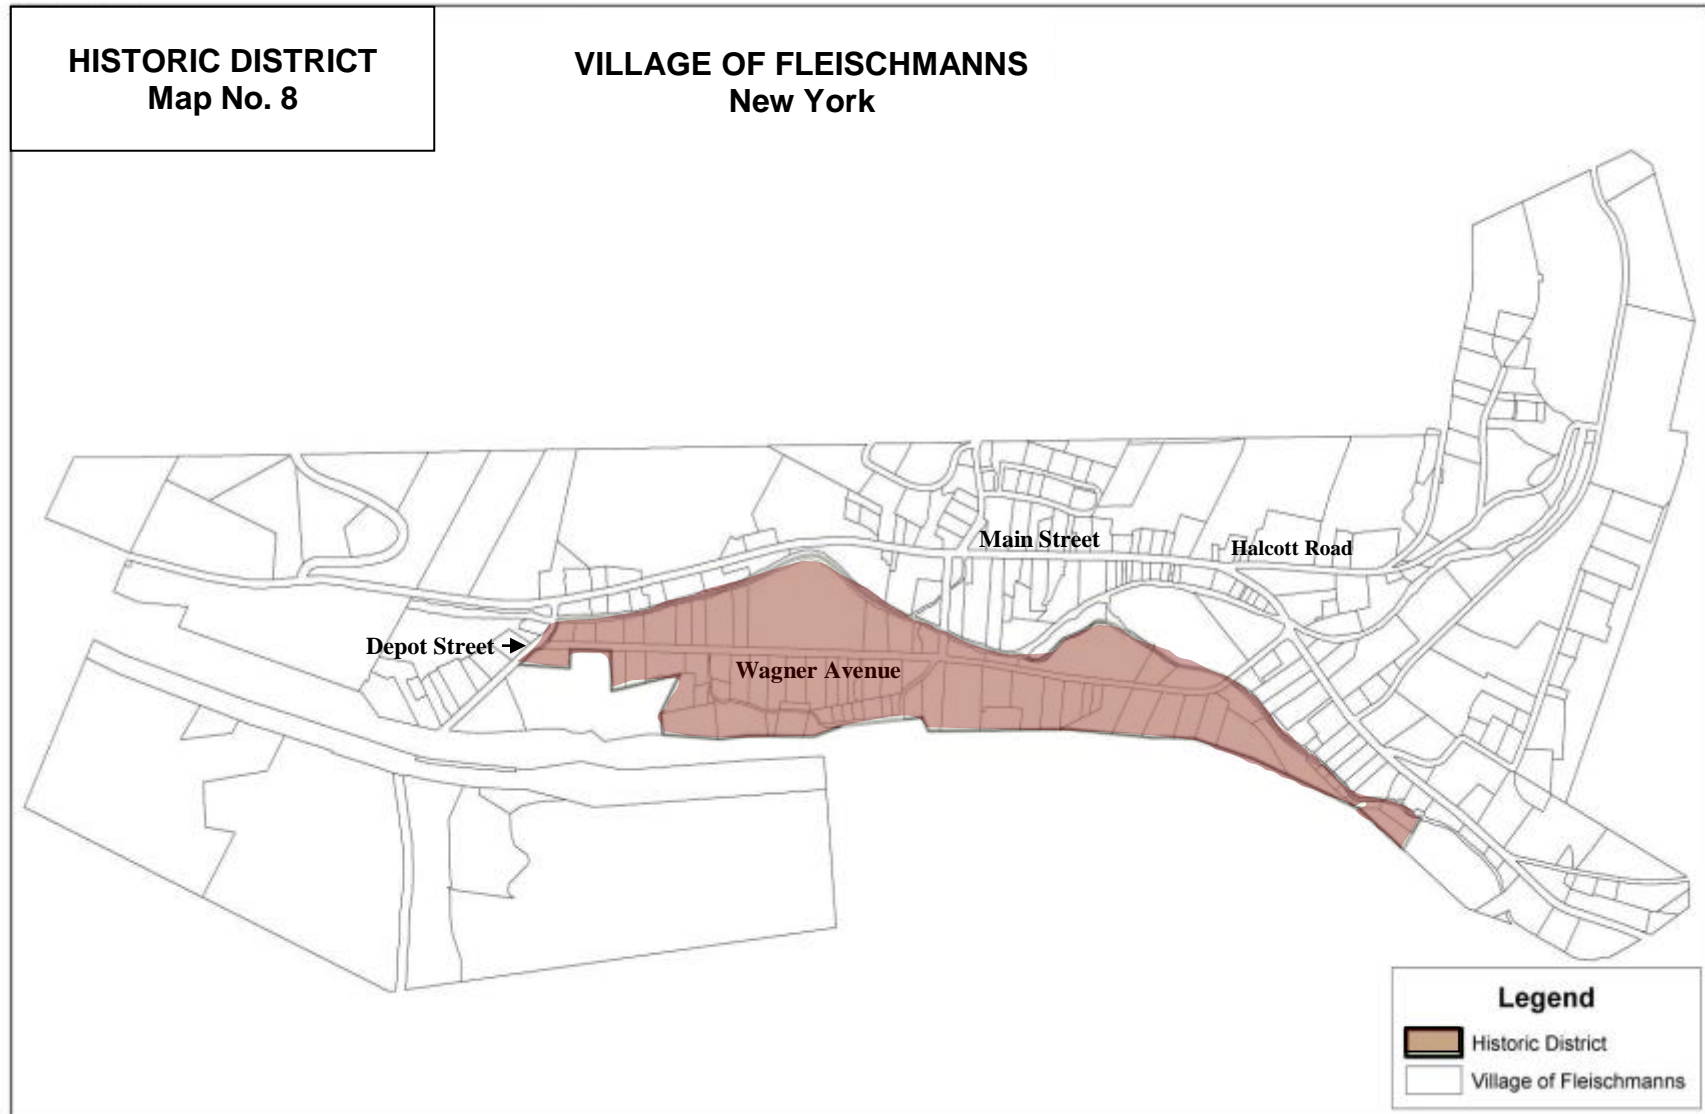 HISTORIC DISTRICT
Map No. 8
VILLAGE OF FLEISCHMANNS
New York
Main Street
Halcott Road
Depot Street
Wagner Avenue
Legend
Historic District
Village of Fleischmanns